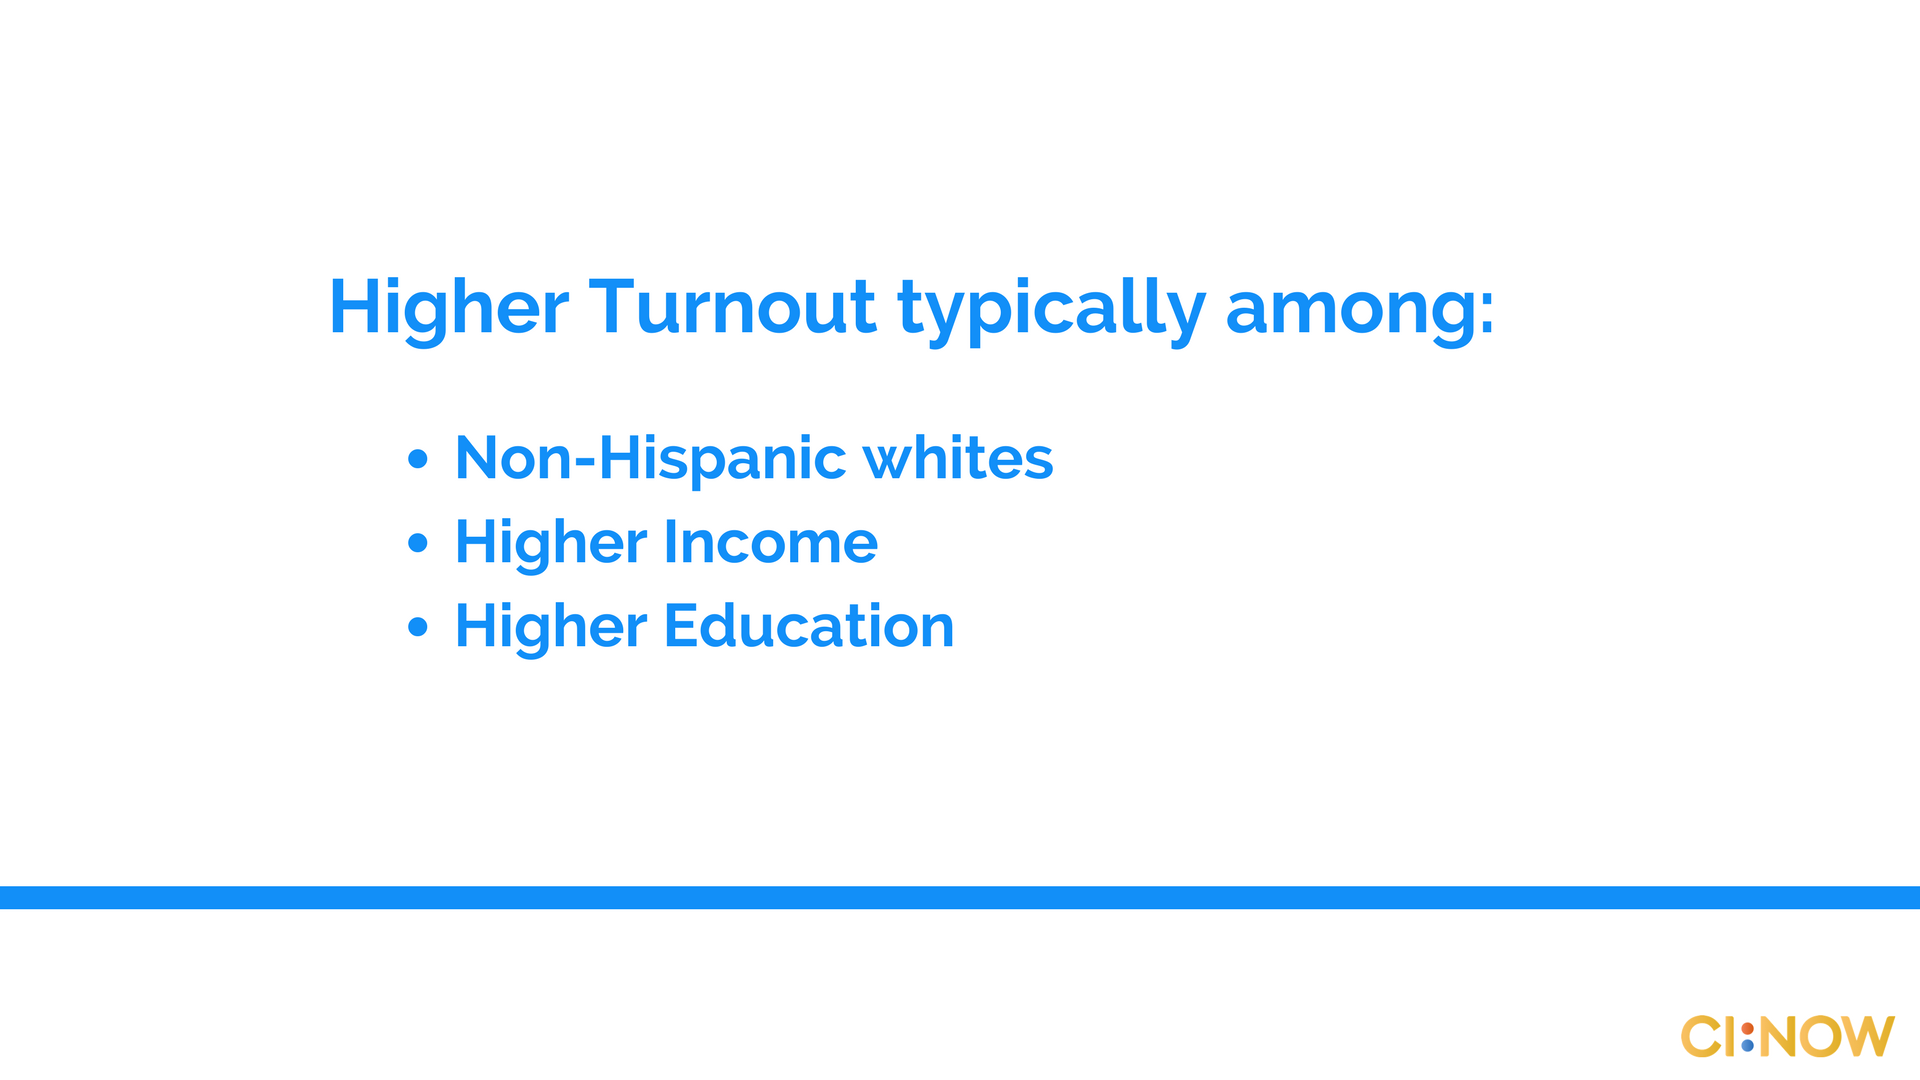 Higher Turnout typically among:
• Non-Hispanic whites
• Higher Income
• Higher Education
CI:NOW